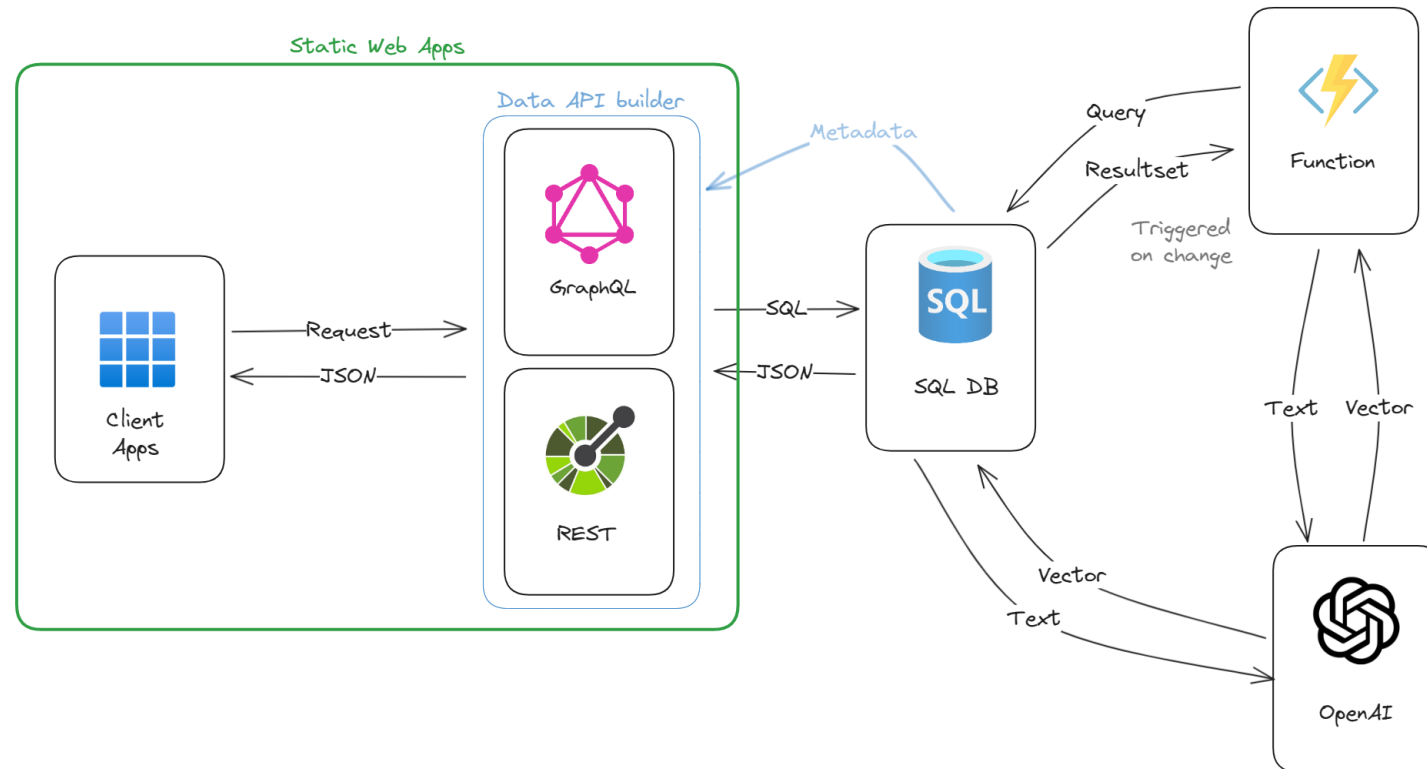 Static Web Apps
Data API builder
Metadata
Query
Resultset
Function
Triggered
on change
GraphQL
Request
JSON
SQL
JSON
SQL
SQL DB
Client
Apps
REST
Text
Vector
Vector
Text
OpenAI